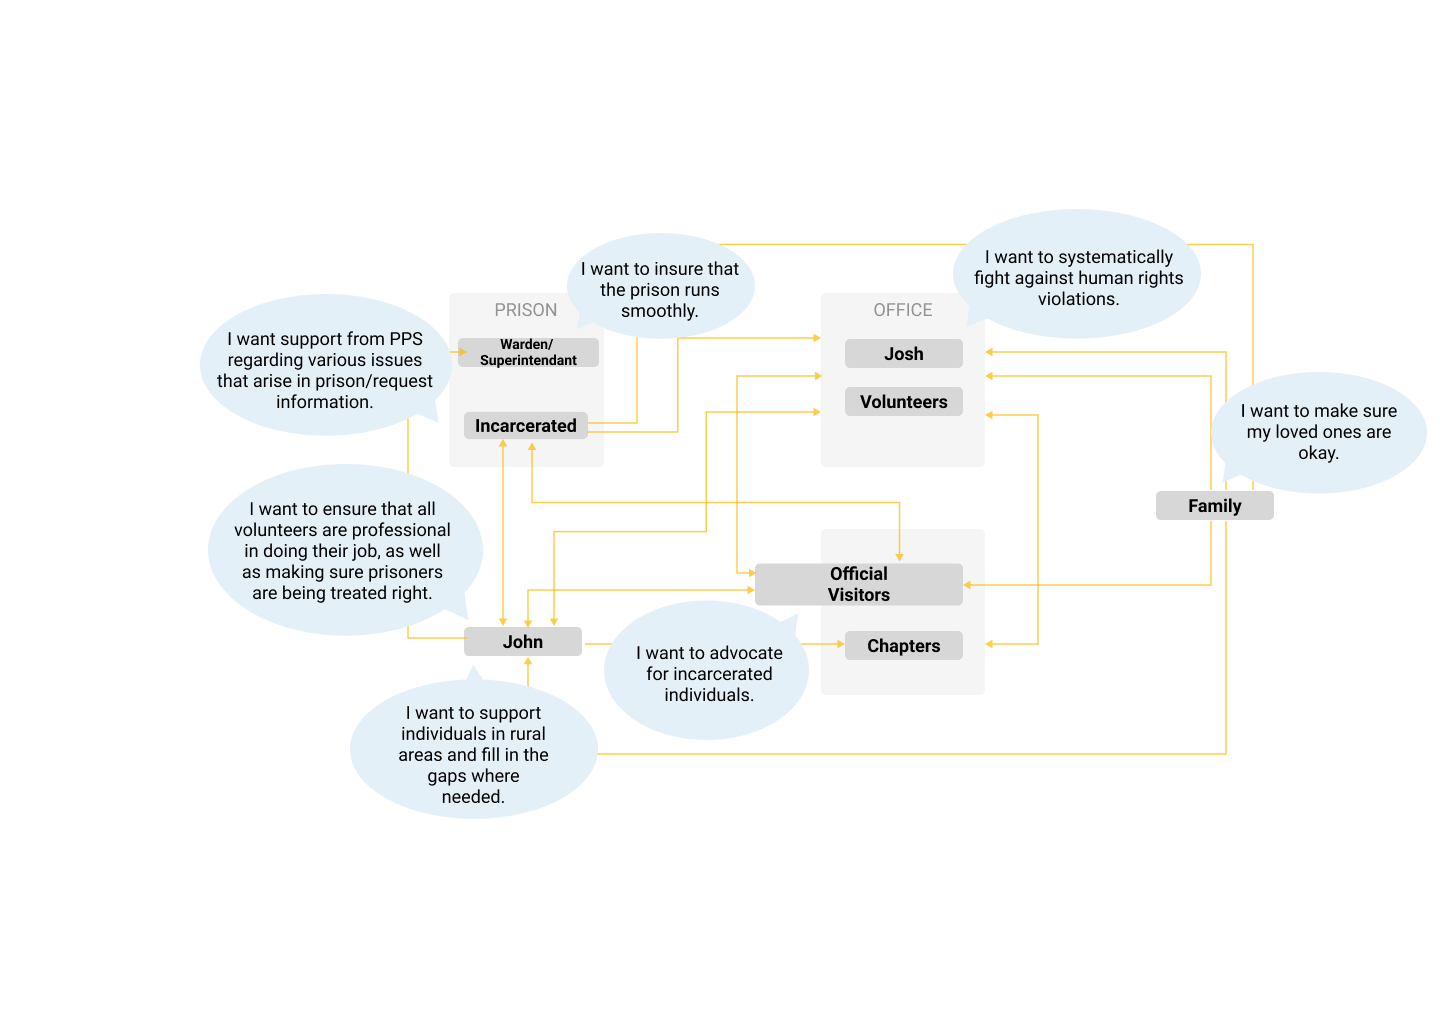 I want to systematically
fight against human rights
violations.
I want to insure that
the prison runs
smoothly.
PRISON
OFFICE
I want support from PPS
regarding various issues
that arise in prison/request
information.
Warden/
Superintendant
Josh
Volunteers
Incarcerated
I want to make sure
my loved ones are
okay.
Family
I want to ensure that all
volunteers are professional
in doing their job, as well
as making sure prisoners
are being treated right.
Official
Visitors
John
Chapters
I want to advocate
for incarcerated
individuals.
I want to support
individuals in rural
areas and fill in the
gaps where
needed.